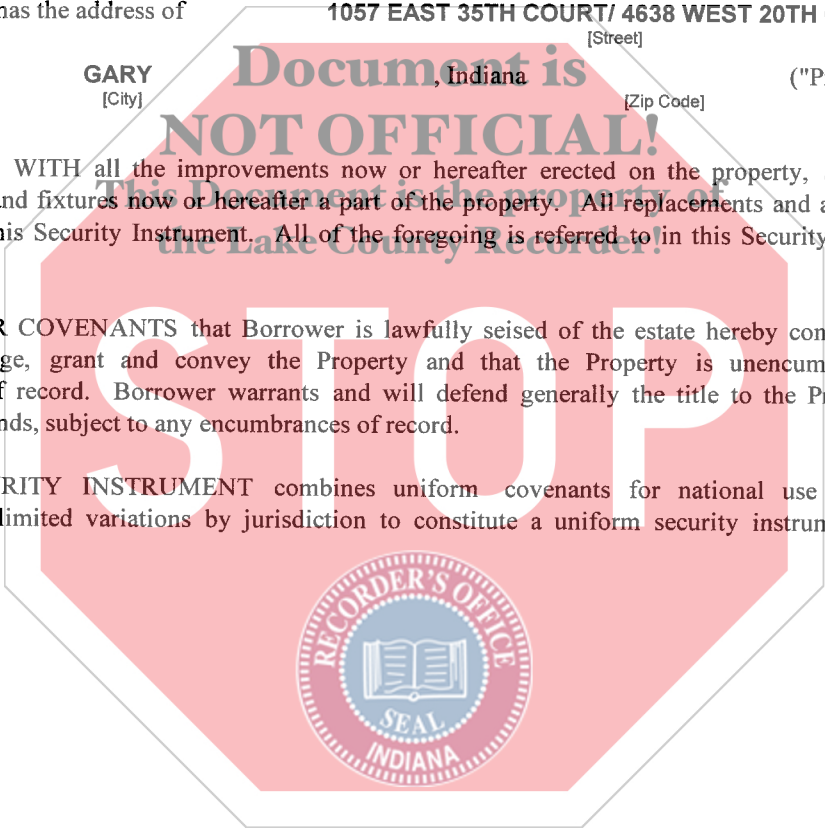 has the address of 1057 EAST 35TH COURT/ 4638 WEST 20TH
[Street]
GARY , Indiana ("P
[City] [Zip Code]
Document is
NOT OFFICIAL!
This Document is the property of
the Lake County Recorder!
WITH all the improvements now or hereafter erected on the property,
nd fixtures now or hereafter a part of the property. All replacements and a
is Security Instrument. All of the foregoing is referred to in this Security
R COVENANTS that Borrower is lawfully seised of the estate hereby con
ge, grant and convey the Property and that the Property is unencum
f record. Borrower warrants and will defend generally the title to the Pr
nds, subject to any encumbrances of record.
RITY INSTRUMENT combines uniform covenants for national use
limited variations by jurisdiction to constitute a uniform security instrum
STOP
RECORDER'S OFFICE
SEAL
INDIANA